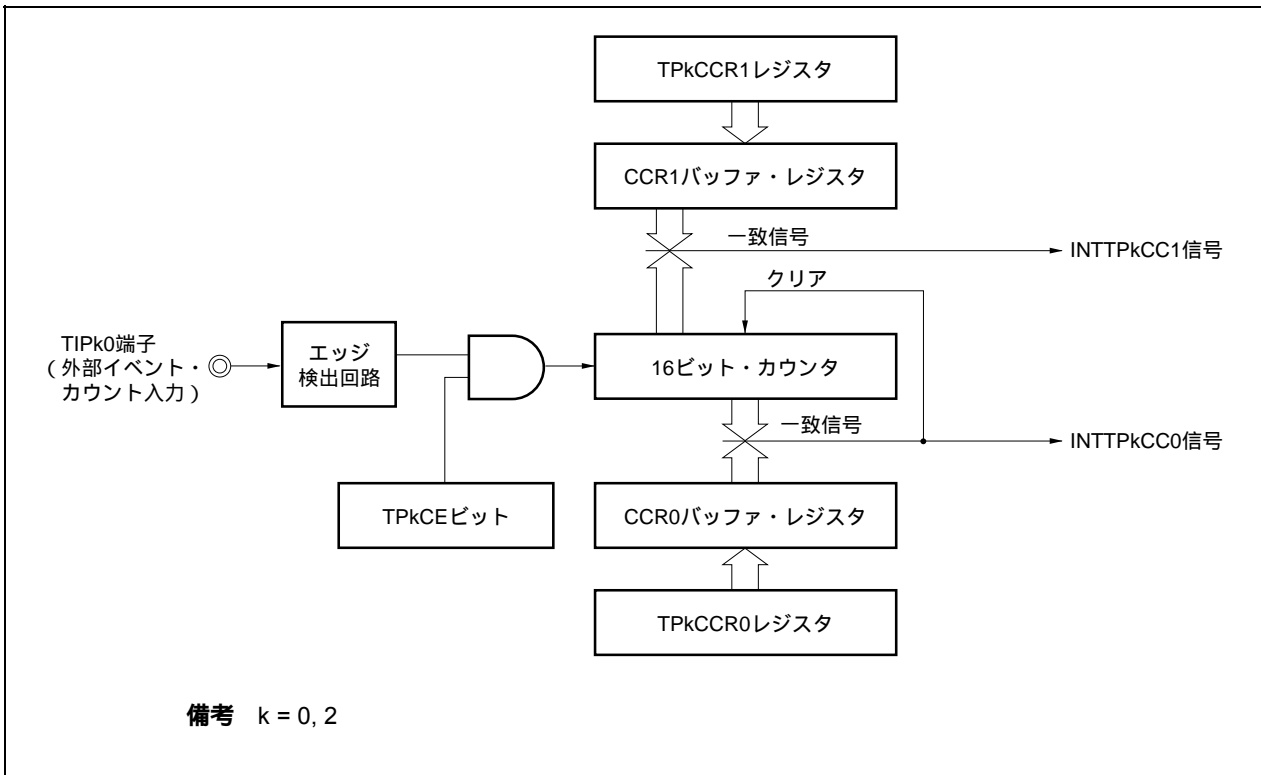 TPkCCR1レジスタ
CCR1バッファ・レジスタ
一致信号
INTTPkCC1信号
クリア
TIPk0端子
（外部イベント・
カウント入力）
エッジ
検出回路
16ビット・カウンタ
一致信号
INTTPkCC0信号
TPkCEビット
CCR0バッファ・レジスタ
TPkCCR0レジスタ
備考 k = 0, 2